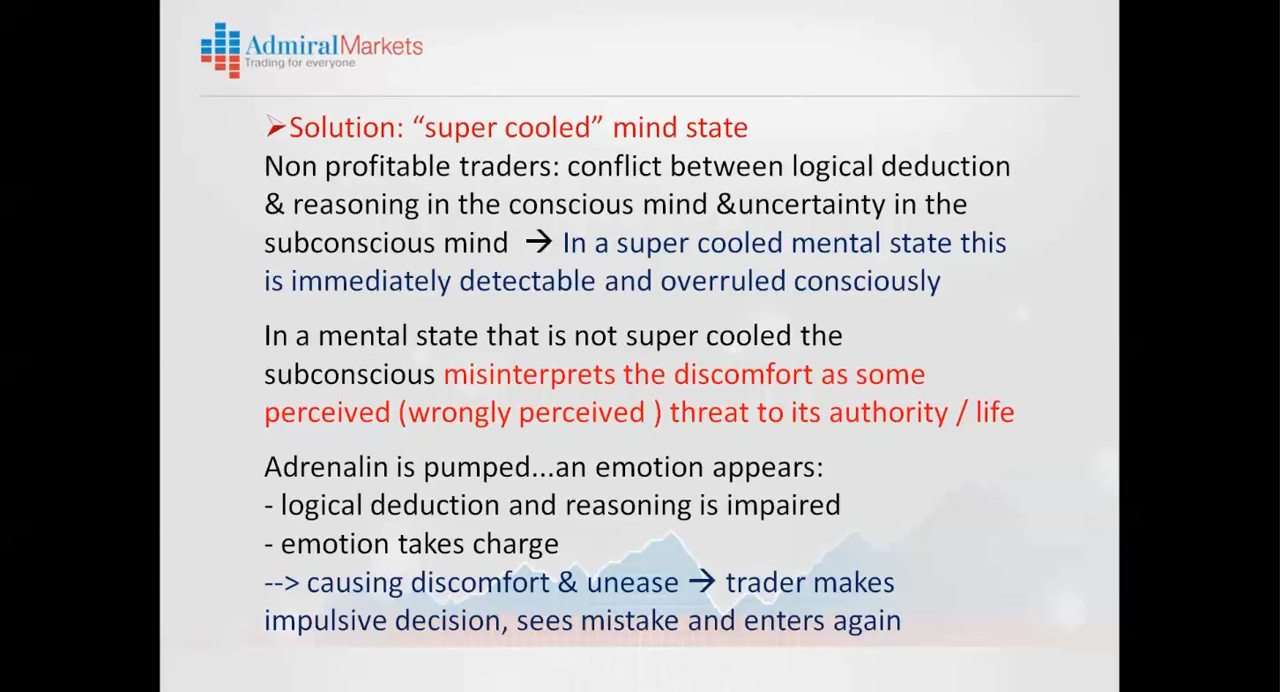 AdmiralMarkets
Trading for everyone
➢Solution: “super cooled” mind state
Non profitable traders: conflict between logical deduction
& reasoning in the conscious mind &uncertainty in the
subconscious mind → In a super cooled mental state this
is immediately detectable and overruled consciously
In a mental state that is not super cooled the
subconscious misinterprets the discomfort as some
perceived (wrongly perceived ) threat to its authority / life
Adrenalin is pumped...an emotion appears:
- logical deduction and reasoning is impaired
- emotion takes charge
--> causing discomfort & unease → trader makes
impulsive decision, sees mistake and enters again